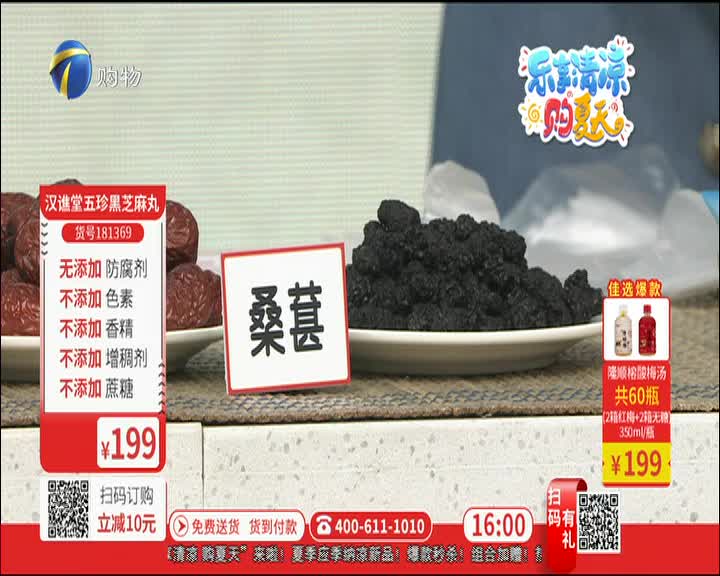 购物
乐享清凉
购夏天
汉谯堂五珍黑芝麻丸
货号181369
无添加 防腐剂
不添加 色素
不添加 香精
不添加 增稠剂
不添加 蔗糖
¥199
扫码订购
立减10元
桑葚
佳选爆款
隆顺榕酸梅汤
共60瓶
(2箱红梅+2箱无糖)
350ml/瓶
¥199
免费送货 货到付款
400-611-1010
16:00
扫码有礼
清凉 购夏天”来啦！夏季应季纳凉新品！爆款秒杀！组合加赠！